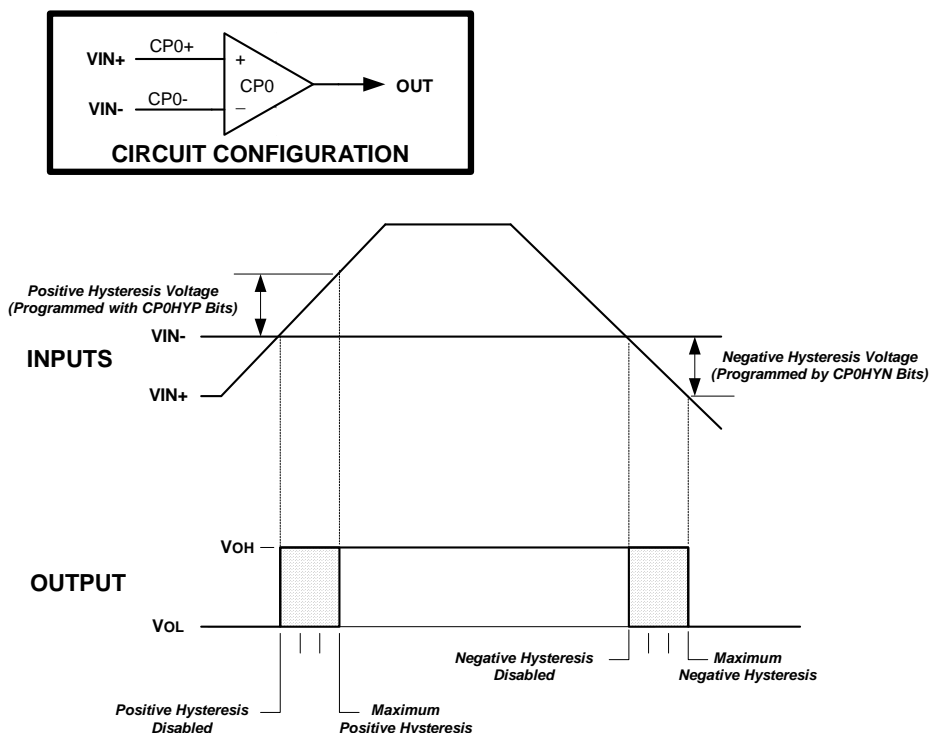 VIN+
CP0+
+
CP0
OUT
VIN-
CP0-
−
CIRCUIT CONFIGURATION
Positive Hysteresis Voltage
(Programmed with CP0HYP Bits)
VIN-
INPUTS
Negative Hysteresis Voltage
(Programmed by CP0HYN Bits)
VIN+
VOH
OUTPUT
VOL
Negative Hysteresis
Disabled
Maximum
Negative Hysteresis
Positive Hysteresis
Disabled
Maximum
Positive Hysteresis